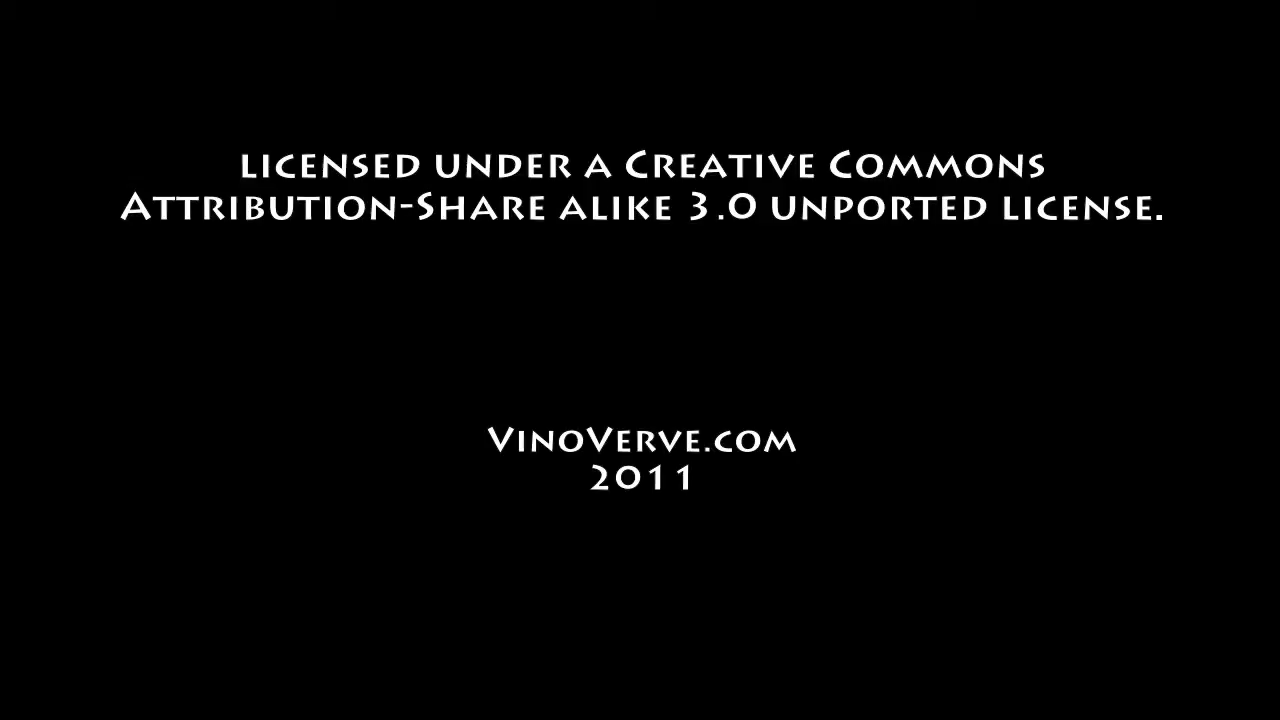 licensed under a Creative Commons
Attribution-Share alike 3.0 unported license.
VinoVerve.com
2011